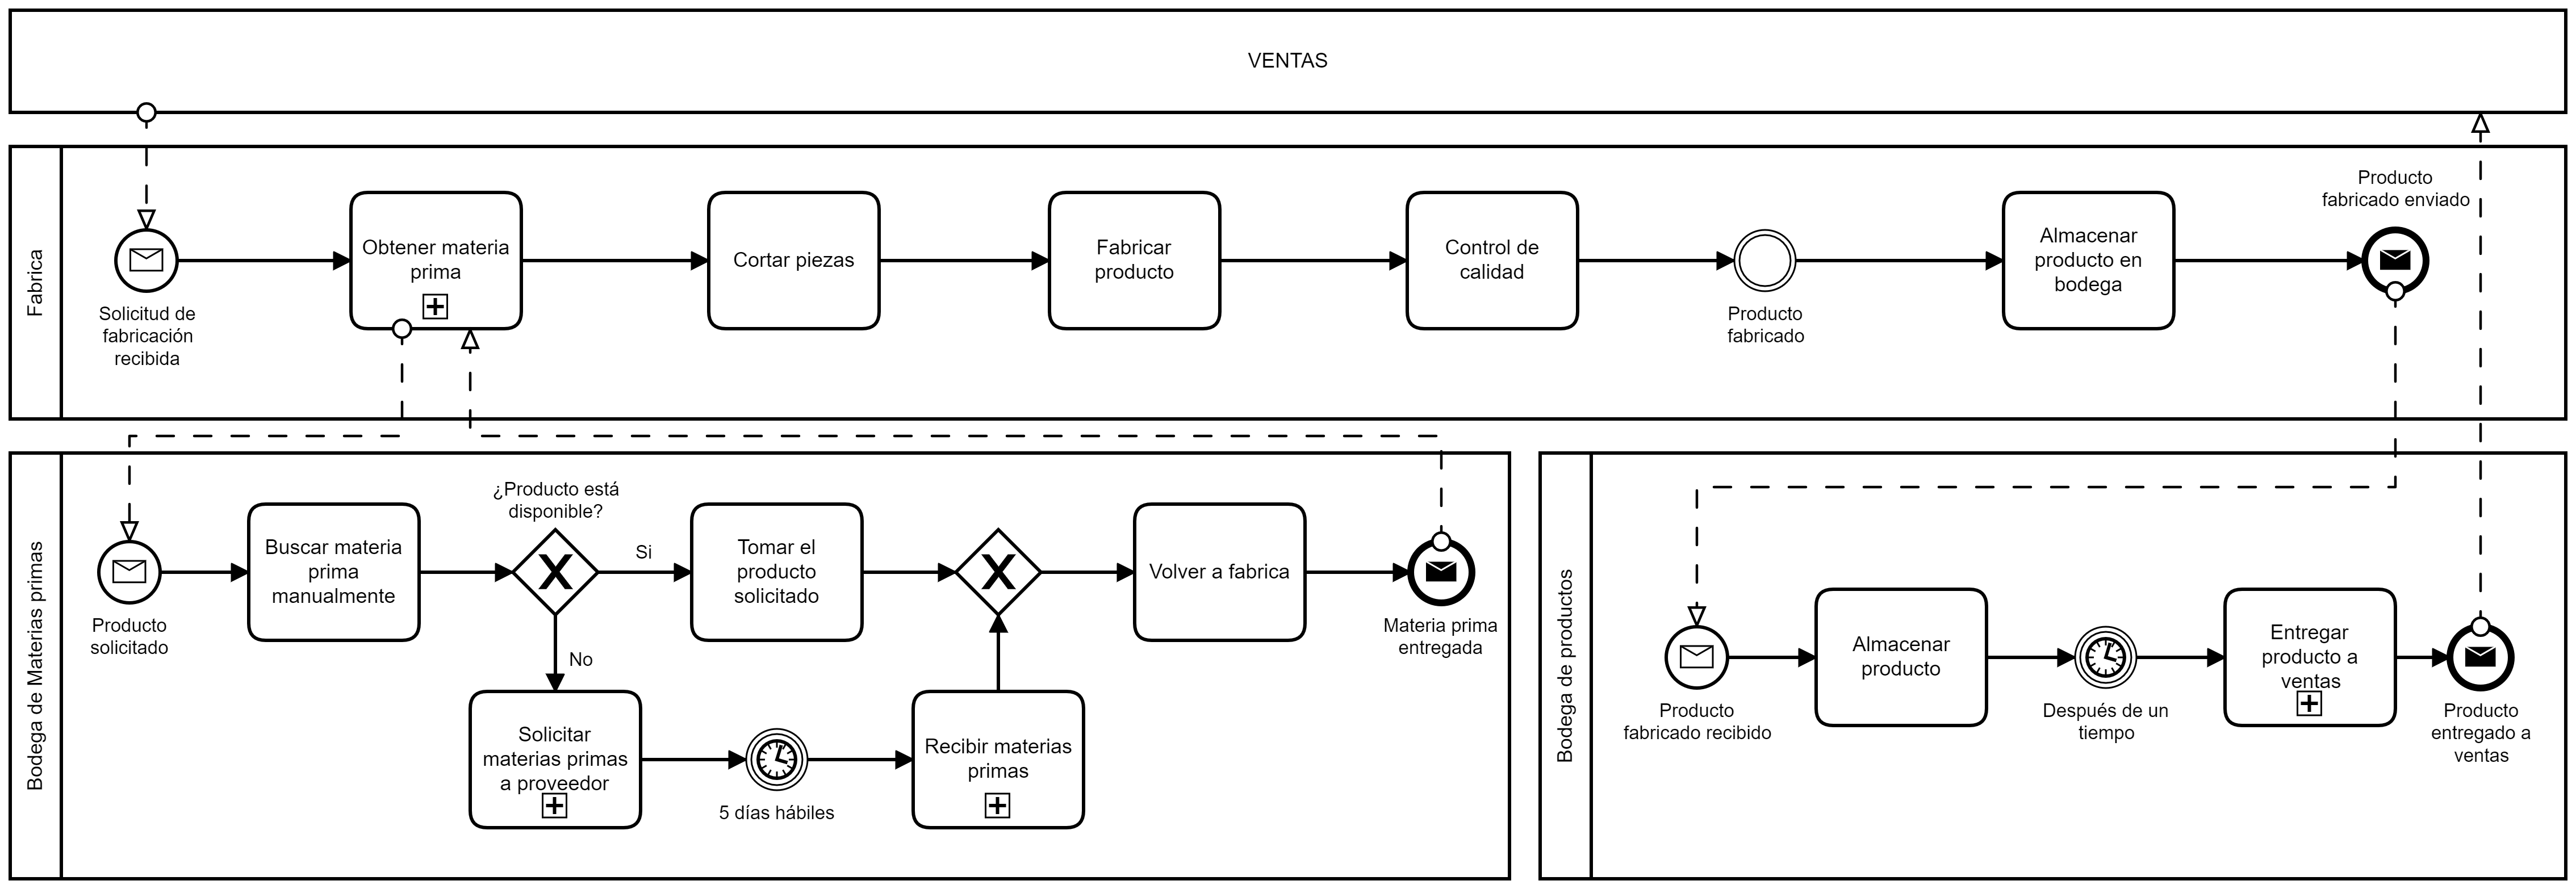 VENTAS
Fabrica
Solicitud de
fabricación
recibida
Obtener materia
prima
Cortar piezas
Fabricar
producto
Control de
calidad
Producto
fabricado
Almacenar
producto en
bodega
Producto
fabricado enviado
Bodega de Materias primas
Producto
solicitado
Buscar materia
prima
manualmente
¿Producto está
disponible?
Si
No
Tomar el
producto
solicitado
Solicitar
materias primas
a proveedor
5 días hábiles
Recibir materias
primas
Volver a fabrica
Materia prima
entregada
Bodega de productos
Producto
fabricado recibido
Almacenar
producto
Después de un
tiempo
Entregar
producto a
ventas
Producto
entregado a
ventas